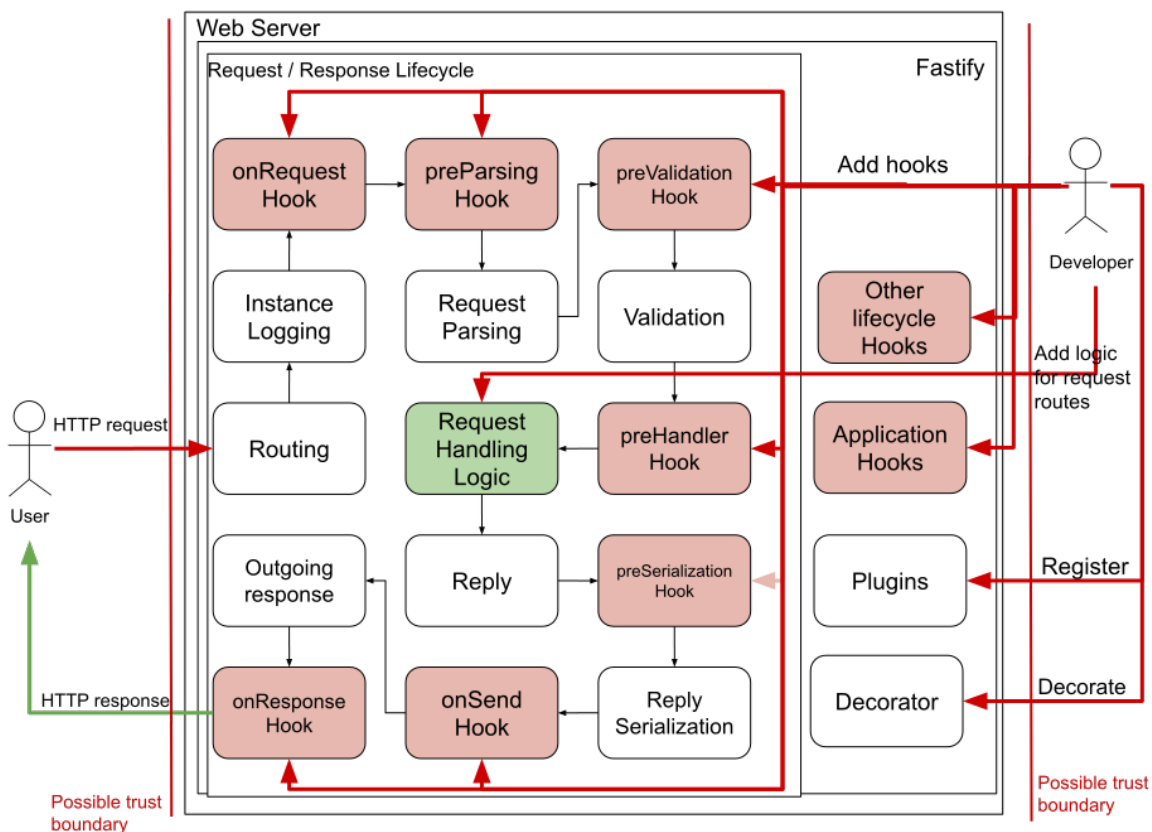 Web Server
Request / Response Lifecycle
Fastify
onRequest
Hook
preParsing
Hook
preValidation
Hook
Add hooks
Developer
Instance
Logging
Request
Parsing
Validation
Other
lifecycle
Hooks
Add logic
for request
routes
HTTP request
User
Routing
Request
Handling
Logic
preHandler
Hook
Application
Hooks
Outgoing
response
Reply
preSerialization
Hook
Plugins
Register
HTTP response
onResponse
Hook
onSend
Hook
Reply
Serialization
Decorator
Decorate
Possible trust
boundary
Possible trust
boundary